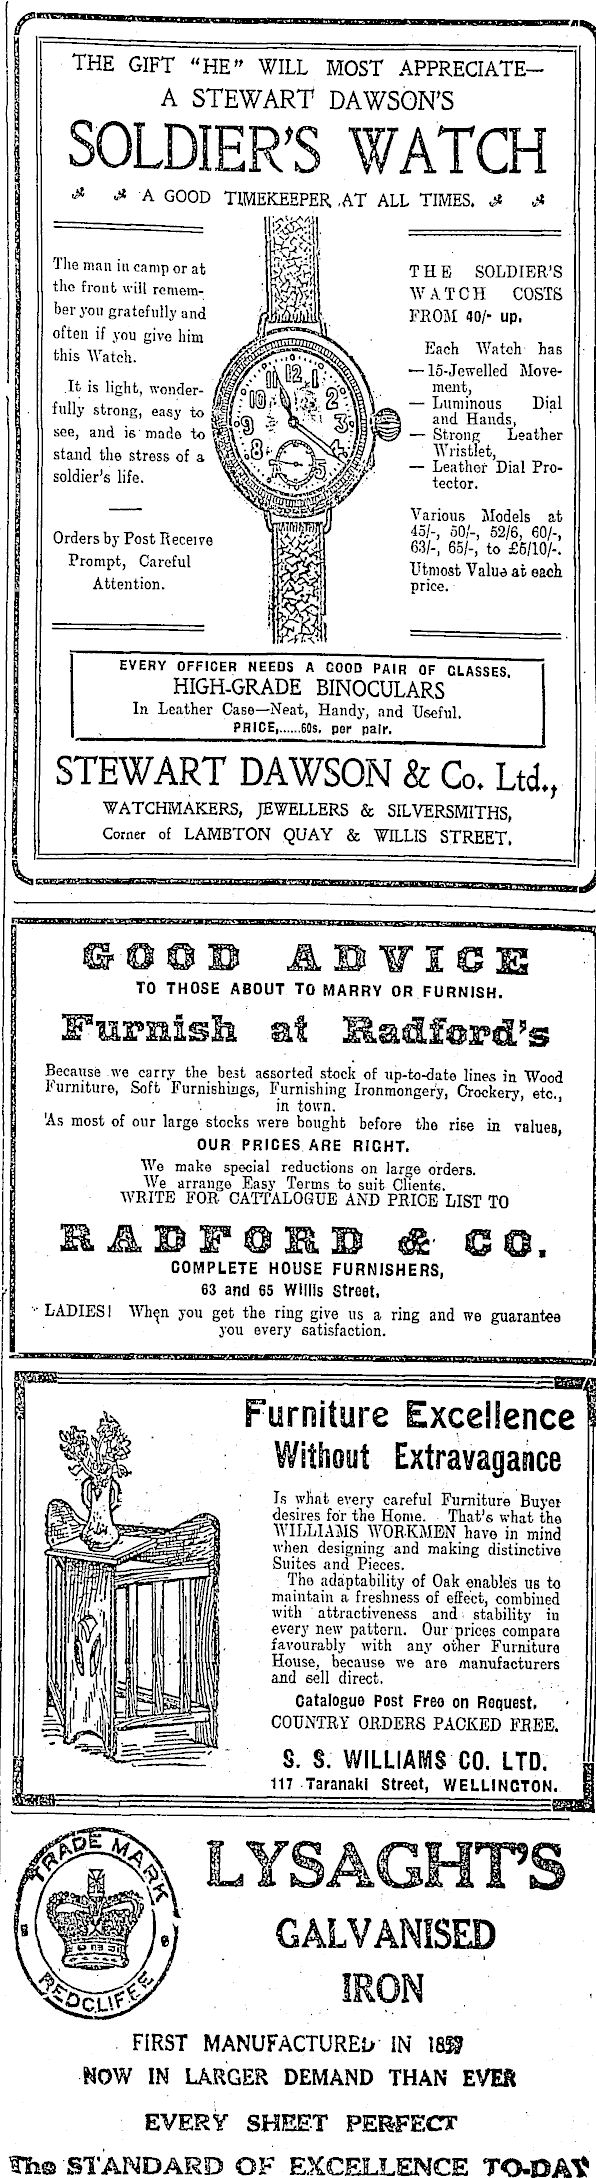 THE GIFT "HE" WILL MOST APPRECIATE—
A STEWART DAWSON'S
SOLDIER'S WATCH
A GOOD TIMEKEEPER AT ALL TIMES.
The man in camp or at
the front will remem-
ber you gratefully and
often if you give him
this Watch.
It is light, wonder-
fully strong, easy to
see, and is made to
stand the stress of a
soldier's life.
Orders by Post Receive
Prompt, Careful
Attention.
11 12 1
10 2
9 3
8 4
5
THE SOLDIER'S
WATCH COSTS
FROM 40/- up.
Each Watch has
— 15-Jewelled Move-
ment,
— Luminous Dial
and Hands,
— Strong Leather
Wristlet,
— Leather Dial Pro-
tector.
Various Models at
45/-, 50/-, 52/6, 60/-,
63/-, 65/-, to £5/10/-.
Utmost Value at each
price.
EVERY OFFICER NEEDS A GOOD PAIR OF GLASSES.
HIGH-GRADE BINOCULARS
In Leather Case—Neat, Handy, and Useful.
PRICE,......60s. per pair.
STEWART DAWSON & Co. Ltd.,
WATCHMAKERS, JEWELLERS & SILVERSMITHS,
Corner of LAMBTON QUAY & WILLIS STREET.
GOOD ADVICE
TO THOSE ABOUT TO MARRY OR FURNISH.
Furnish at Radford's
Because we carry the best assorted stock of up-to-date lines in Wood
Furniture, Soft Furnishings, Furnishing Ironmongery, Crockery, etc.,
in town.
As most of our large stocks were bought before the rise in values,
OUR PRICES ARE RIGHT.
We make special reductions on large orders.
We arrange Easy Terms to suit Clients.
WRITE FOR CATTALOGUE AND PRICE LIST TO
RADFORD & CO.
COMPLETE HOUSE FURNISHERS,
63 and 65 Willis Street.
LADIES! When you get the ring give us a ring and we guarantee
you every satisfaction.
Furniture Excellence
Without Extravagance
Is what every careful Furniture Buyer
desires for the Home. That's what the
WILLIAMS WORKMEN have in mind
when designing and making distinctive
Suites and Pieces.
The adaptability of Oak enables us to
maintain a freshness of effect, combined
with attractiveness and stability in
every new pattern. Our prices compare
favourably with any other Furniture
House, because we are manufacturers
and sell direct.
Catalogue Post Free on Request.
COUNTRY ORDERS PACKED FREE.
S. S. WILLIAMS CO. LTD.
117 Taranaki Street, WELLINGTON.
TRADE MARK
REDCLIFFE
LYSAGHT'S
GALVANISED
IRON
FIRST MANUFACTURED IN
NOW IN LARGER DEMAND THAN EVER
EVERY SHEET PERFECT
The STANDARD OF EXCELLENCE TO-DAY